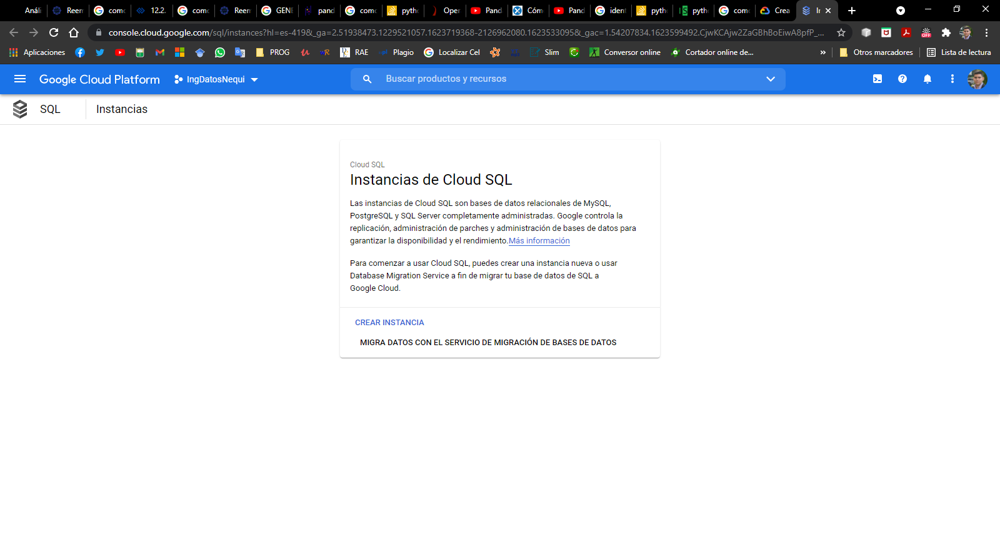 Análi Reem como 12.2. como Reem GENE pand como pytho Oper Pand Cóm Pand ident pytho pytho como Crea In
console.cloud.google.com/sql/instances?hl=es-419&_ga=2.51938473.1229521057.1623719368-2126962080.1623533095&_gac=1.54207834.1623599492.CjwKCAjw2ZaGBhBoEiwA8pfP_...
Aplicaciones PROG RAE Plagio Localizar Cel Slim Conversor online Cortador online de... » Otros marcadores Lista de lectura
Google Cloud Platform IngDatosNequi Buscar productos y recursos
SQL Instancias
Cloud SQL
Instancias de Cloud SQL
Las instancias de Cloud SQL son bases de datos relacionales de MySQL,
PostgreSQL y SQL Server completamente administradas. Google controla la
replicación, administración de parches y administración de bases de datos para
garantizar la disponibilidad y el rendimiento.Más información
Para comenzar a usar Cloud SQL, puedes crear una instancia nueva o usar
Database Migration Service a fin de migrar tu base de datos de SQL a
Google Cloud.
CREAR INSTANCIA
MIGRA DATOS CON EL SERVICIO DE MIGRACIÓN DE BASES DE DATOS